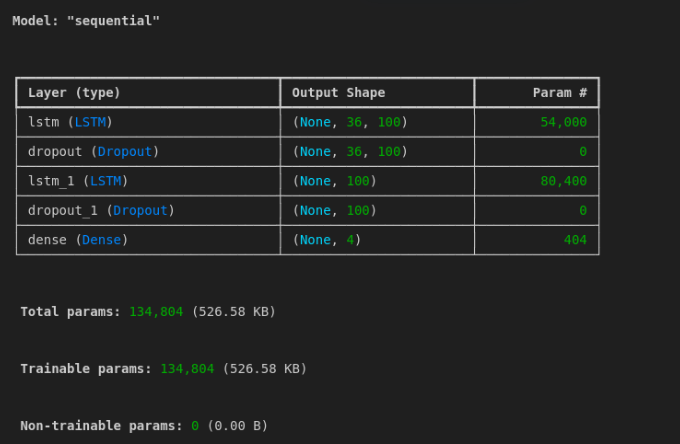 Model: "sequential"
Layer (type) Output Shape Param #
lstm (LSTM) (None, 36, 100) 54,000
dropout (Dropout) (None, 36, 100) 0
lstm_1 (LSTM) (None, 100) 80,400
dropout_1 (Dropout) (None, 100) 0
dense (Dense) (None, 4) 404
Total params: 134,804 (526.58 KB)
Trainable params: 134,804 (526.58 KB)
Non-trainable params: 0 (0.00 B)